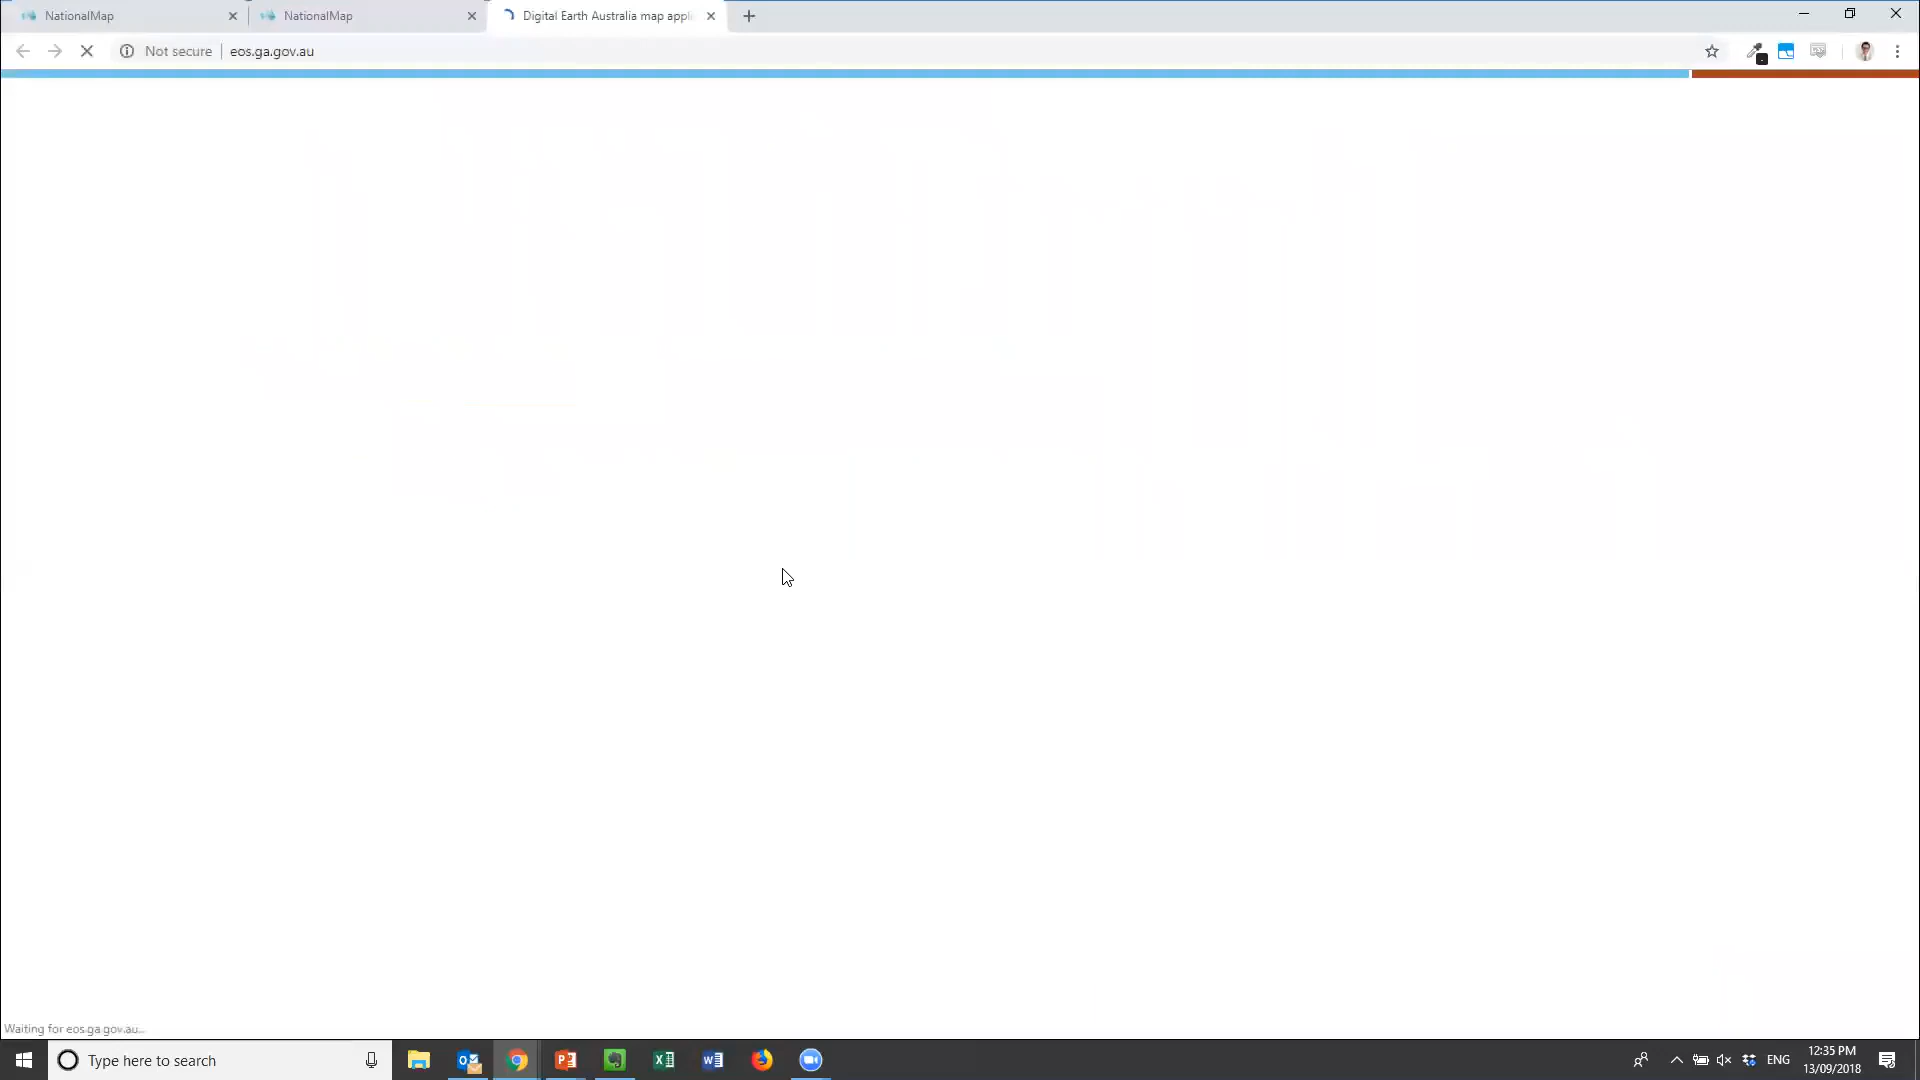 NationalMap
NationalMap
Digital Earth Australia map appli
Not secure
eos.ga.gov.au
Waiting for eos.ga.gov.au...
Type here to search
ENG
12:35 PM
13/09/2018